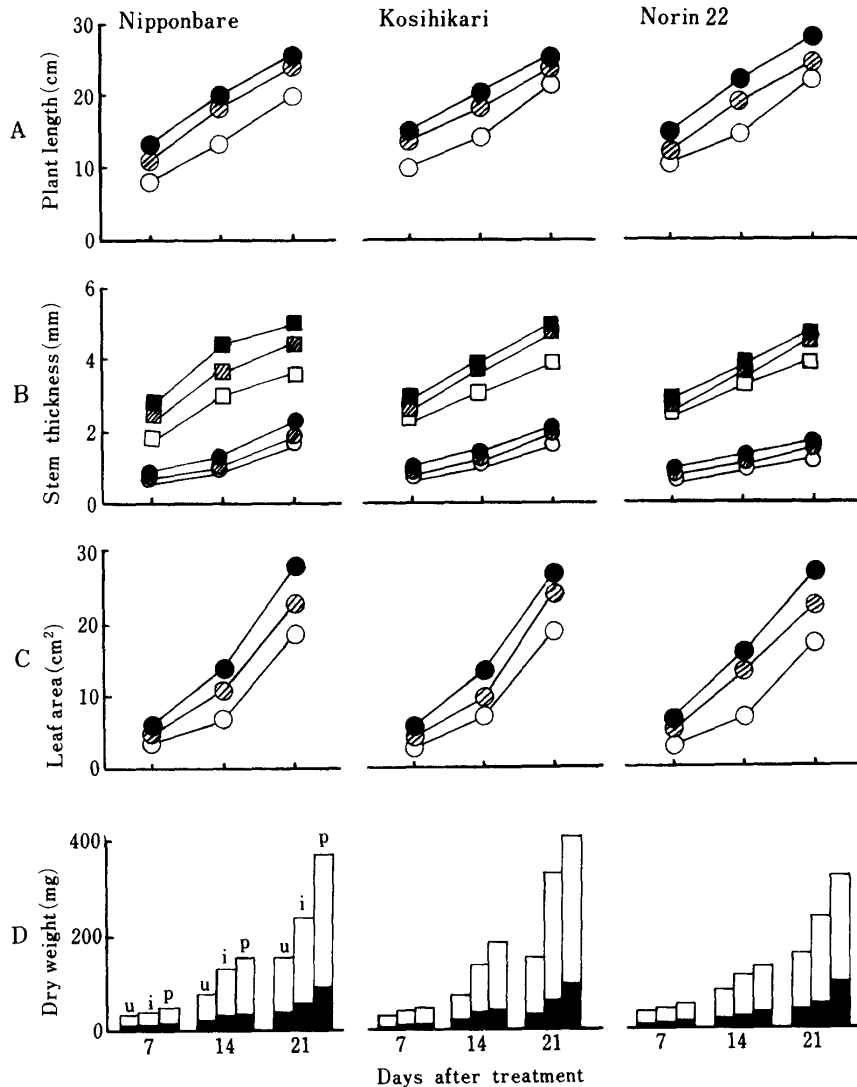 Nipponbare Kosihikari Norin 22
A
Plant length (cm)
30
20
10
0
B
Stem thickness (mm)
6
4
2
0
C
Leaf area (cm²)
30
20
10
0
D
Dry weight (mg)
400
200
0
u i p u i p u i p
7 14 21 7 14 21 7 14 21
Days after treatment